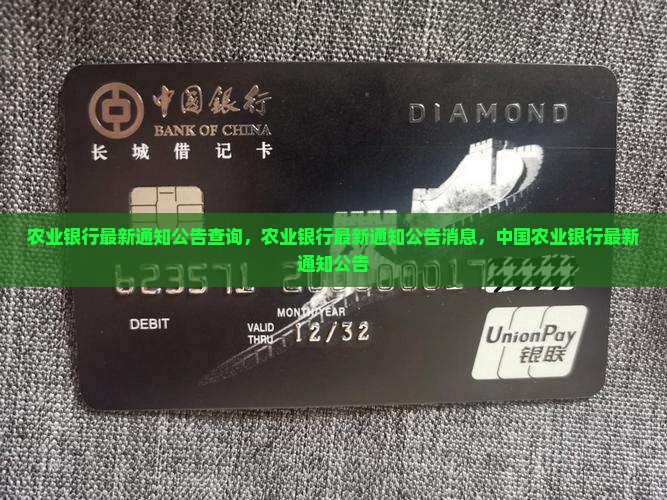 中国银行
BANK OF CHINA
长城借记卡
DIAMOND
农业银行最新通知公告查询，农业银行最新通知公告消息，中国农业银行最新
通知公告
DEBIT
MONTH/YEAR
VALID
THRU
12/32
UnionPay
银联